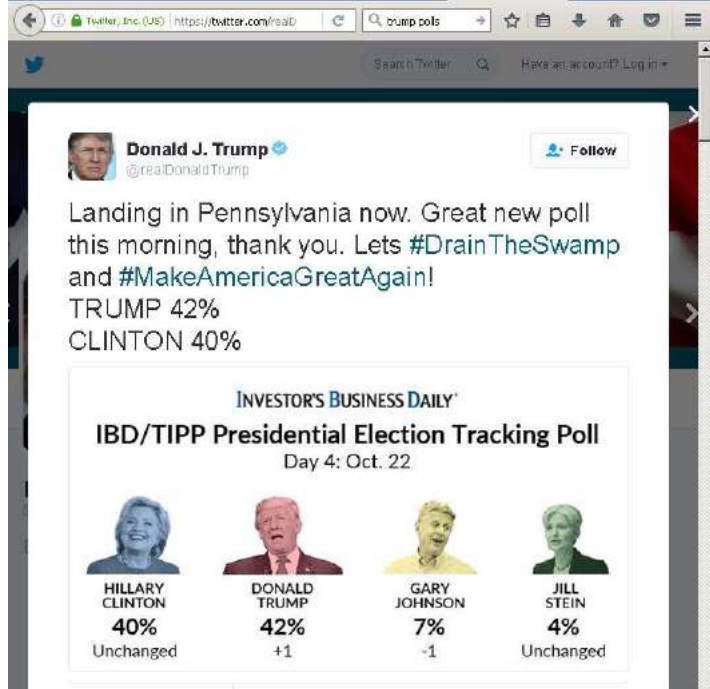 Twitter, Inc. (US) https://twitter.com/realD trump polls
Search Twitter Have an account? Log in
Donald J. Trump
@realDonaldTrump
Follow
Landing in Pennsylvania now. Great new poll
this morning, thank you. Lets #DrainTheSwamp
and #MakeAmericaGreatAgain!
TRUMP 42%
CLINTON 40%
INVESTOR'S BUSINESS DAILY
IBD/TIPP Presidential Election Tracking Poll
Day 4: Oct. 22
HILLARY CLINTON DONALD TRUMP GARY JOHNSON JILL STEIN
40% 42% 7% 4%
Unchanged +1 -1 Unchanged